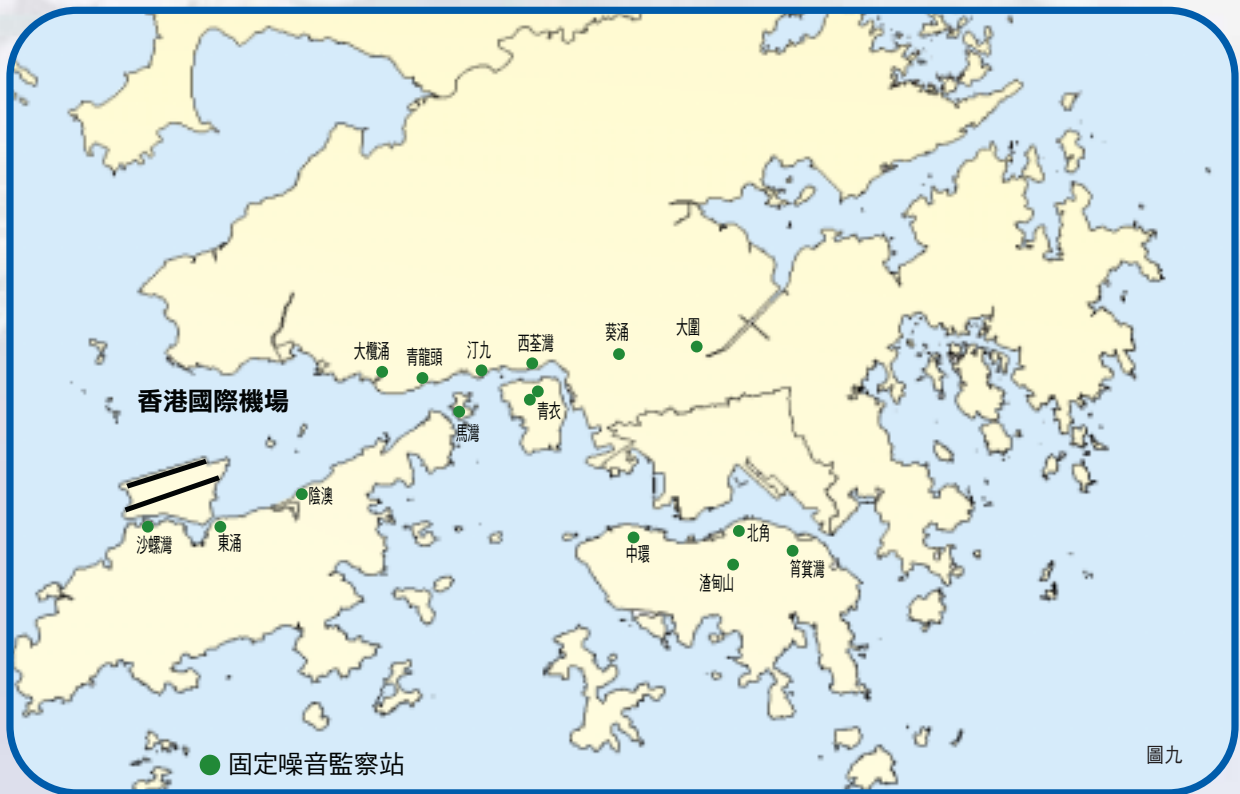 大圍
葵涌
西荃灣
汀九
大欖涌
青龍頭
香港國際機場
青衣
馬灣
陰澳
北角
沙螺灣
東涌
中環
筲箕灣
渣甸山
圖九
固定噪音監察站